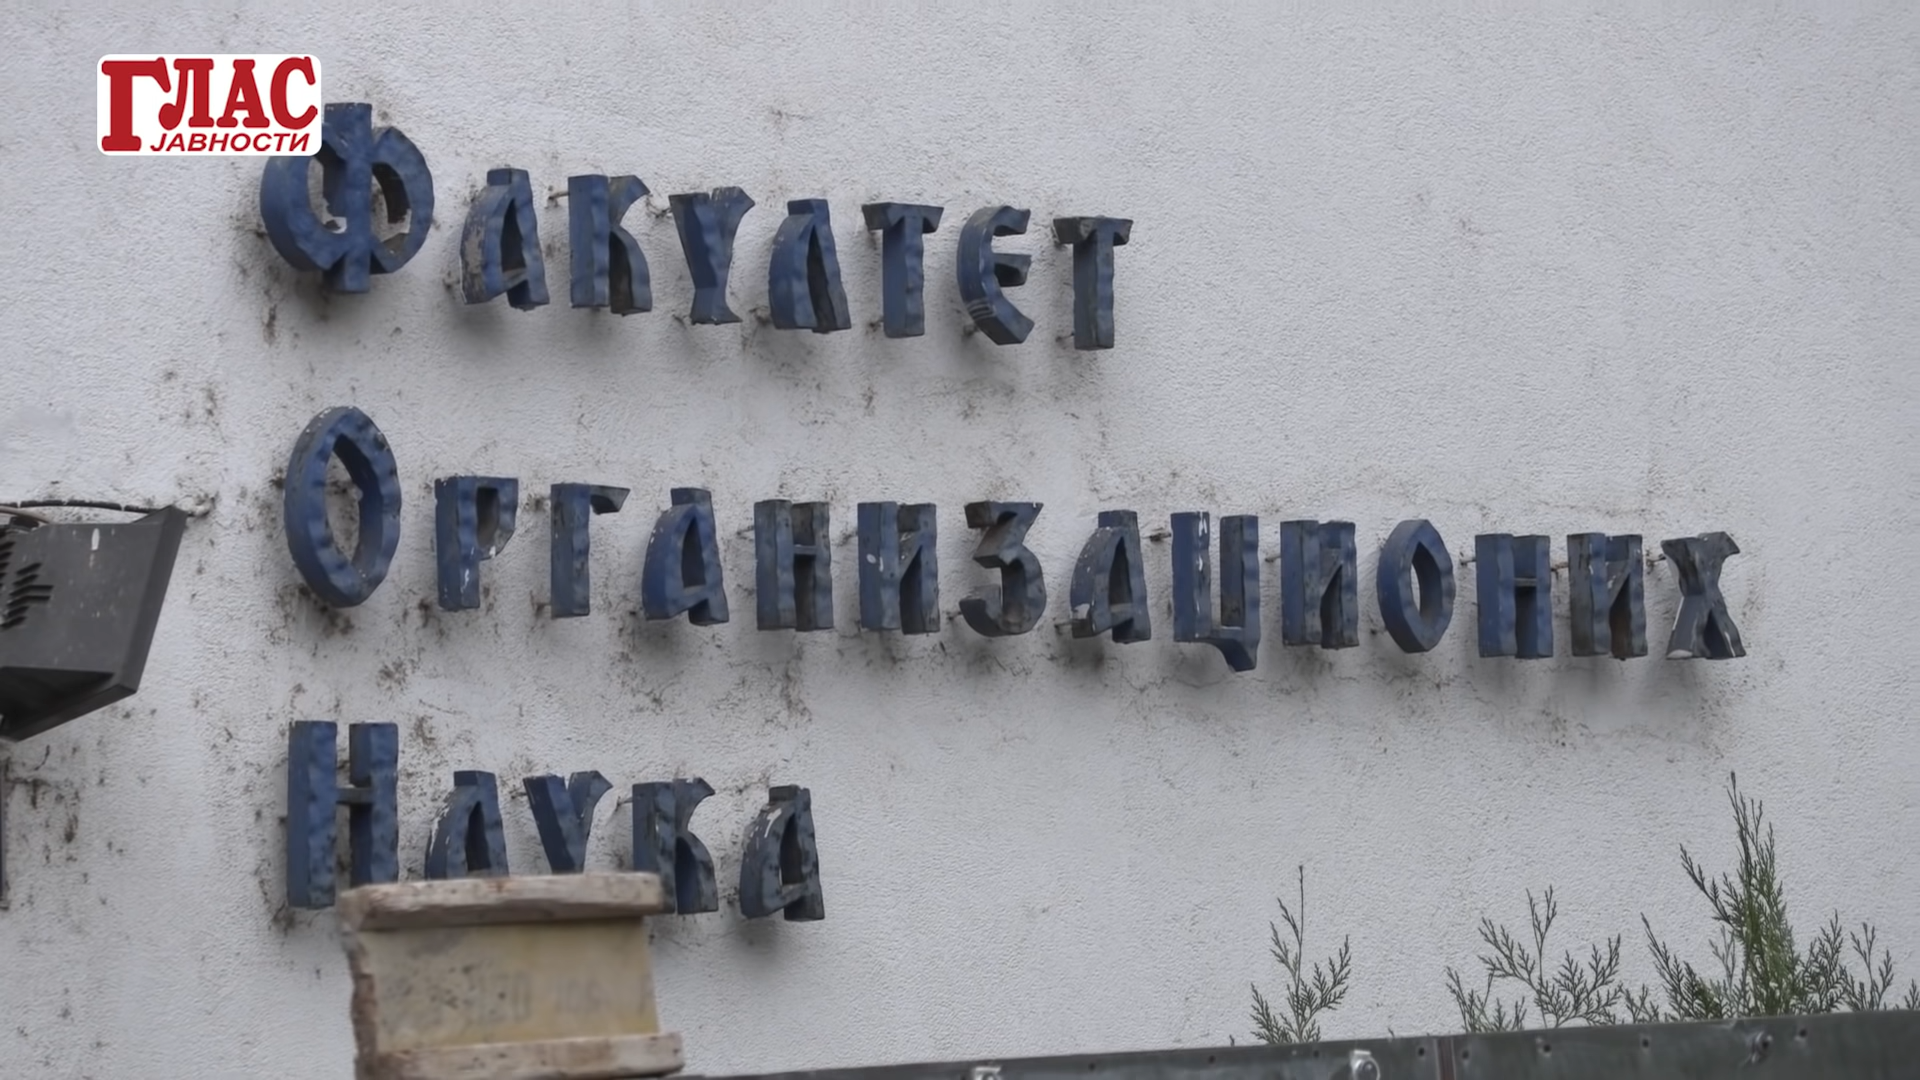 ГЛАС
ЈАВНОСТИ
Факултет
Организационих
Наука